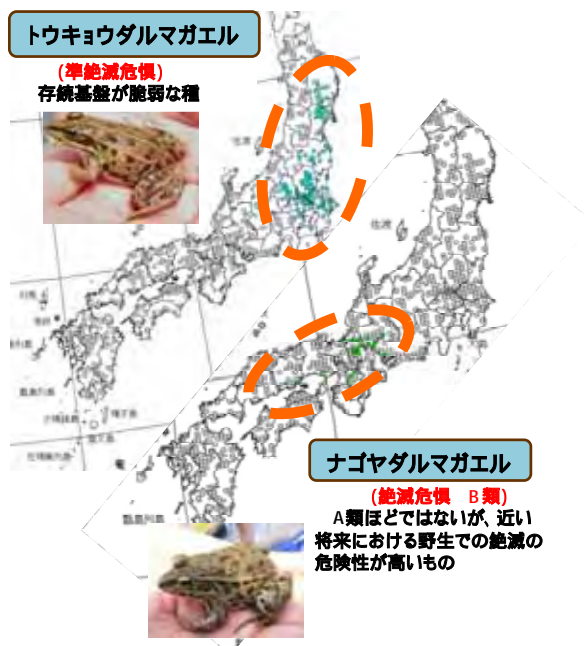 トウキョウダルマガエル
(準絶滅危惧)
存続基盤が脆弱な種
佐渡
ナゴヤダルマガエル
(絶滅危惧 B類)
A類ほどではないが、近い
将来における野生での絶滅の
危険性が高いもの